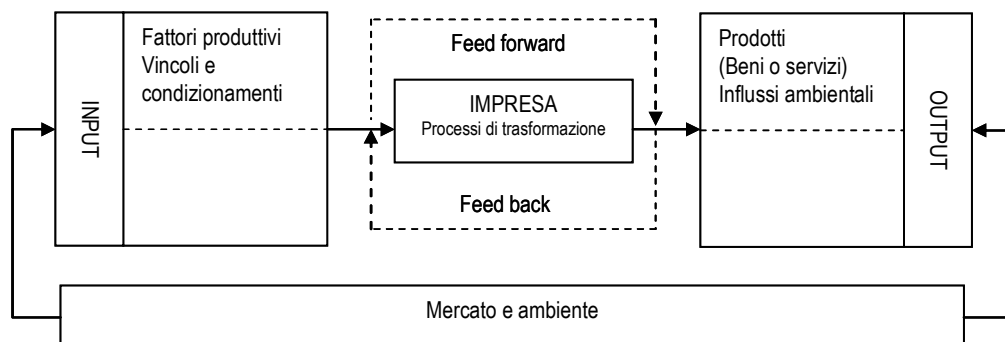 INPUT
Fattori produttivi
Vincoli e
condizionamenti
Feed forward
IMPRESA
Processi di trasformazione
Feed back
Prodotti
(Beni o servizi)
Influssi ambientali
OUTPUT
Mercato e ambiente